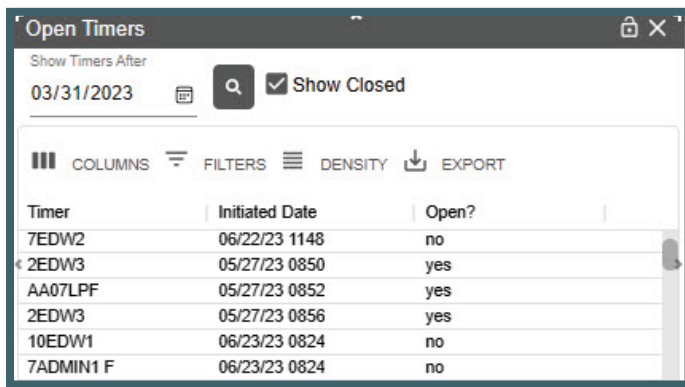 Open Timers
Show Timers After
03/31/2023
Show Closed
COLUMNS FILTERS DENSITY EXPORT
Timer Initiated Date Open?
7EDW2 06/22/23 1148 no
2EDW3 05/27/23 0850 yes
AA07LPF 05/27/23 0852 yes
2EDW3 05/27/23 0856 yes
10EDW1 06/23/23 0824 no
7ADMIN1 F 06/23/23 0824 no